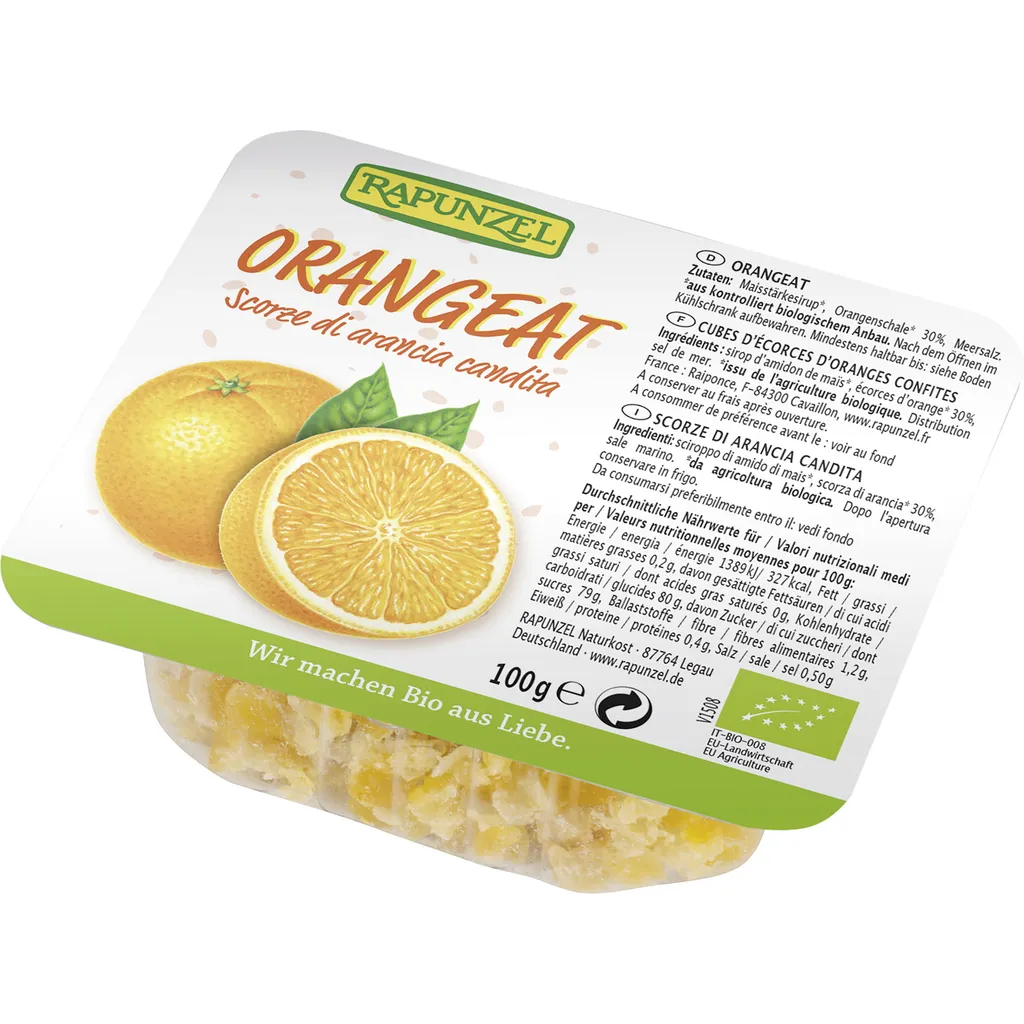 RAPUNZEL
ORANGEAT
Scorze di arancia candita
Wir machen Bio aus Liebe.
100g ℮
D ORANGEAT
Zutaten: Maisstärkesirup*, Orangenschale* 30%, Meersalz.
*aus kontrolliert biologischem Anbau. Nach dem Öffnen im
Kühlschrank aufbewahren. Mindestens haltbar bis: siehe Boden
F CUBES D'ÉCORCES D'ORANGES CONFITES
Ingrédients: sirop d'amidon de maïs*, écorces d'orange* 30%,
sel de mer. *issu de l'agriculture biologique. Distribution
France: Raiponce, F-84300 Cavaillon, www.rapunzel.fr
A conserver au frais après ouverture.
A consommer de préférence avant le: voir au fond
I SCORZE DI ARANCIA CANDITA
Ingredienti: sciroppo di amido di mais*, scorza di arancia* 30%,
sale marino. *da agricoltura biologica. Dopo l'apertura
conservare in frigo.
Da consumarsi preferibilmente entro il: vedi fondo
Durchschnittliche Nährwerte für / Valori nutrizionali medi
per / Valeurs nutritionnelles moyennes pour 100g:
Energie / energia / énergie 1389kJ/ 327kcal, Fett / grassi /
matières grasses 0,2g, davon gesättigte Fettsäuren / di cui acidi
grassi saturi / dont acides gras saturés 0g, Kohlenhydrate /
carboidrati / glucides 80g, davon Zucker / di cui zuccheri / dont
sucres 79g, Ballaststoffe / fibre / fibres alimentaires 1,2g,
Eiweiß / proteine / protéines 0,4g, Salz / sale / sel 0,50g
RAPUNZEL Naturkost · 87764 Legau
Deutschland · www.rapunzel.de
V1508
IT-BIO-008
EU-Landwirtschaft
EU Agriculture